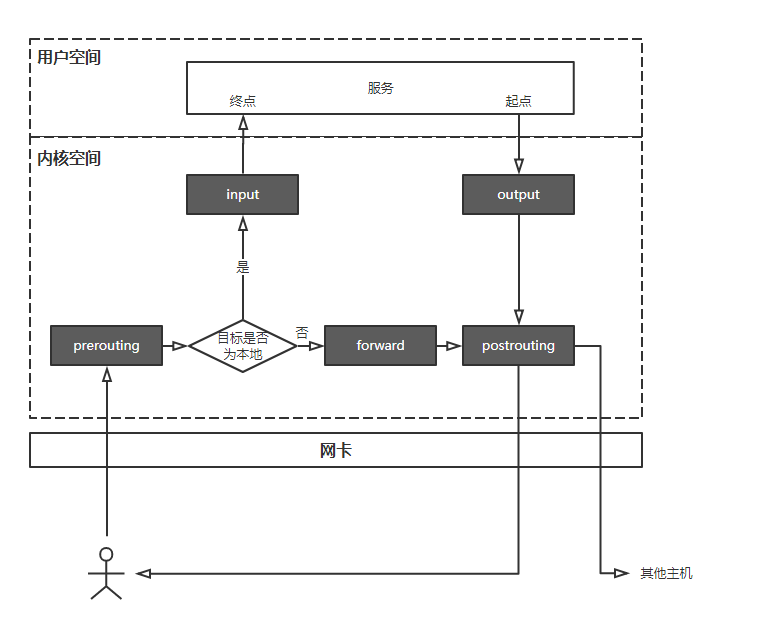 用户空间
服务
终点
起点
内核空间
input
output
是
prerouting
目标是否
为本地
否
forward
postrouting
网卡
其他主机